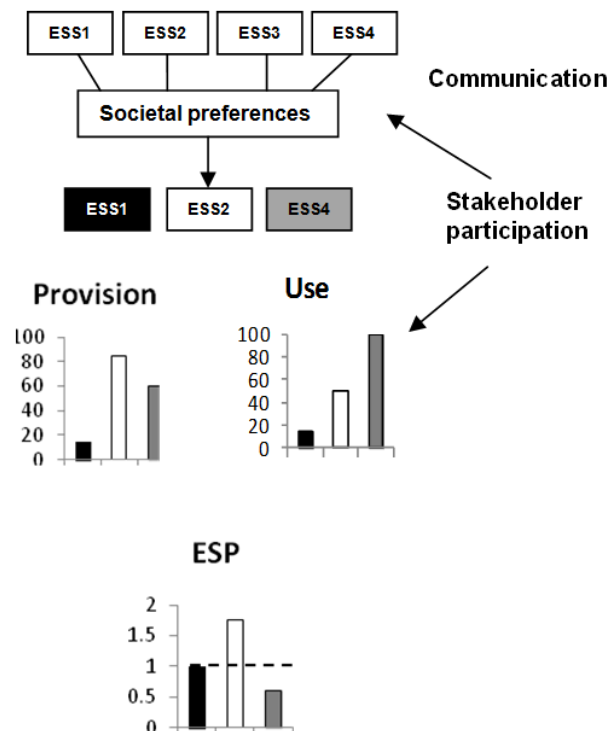 ESS1 ESS2 ESS3 ESS4
Communication
Societal preferences
Stakeholder
participation
ESS1 ESS2 ESS4
Provision
Use
100
80
60
40
20
0
100
80
60
40
20
0
ESP
2
1.5
1
0.5
0